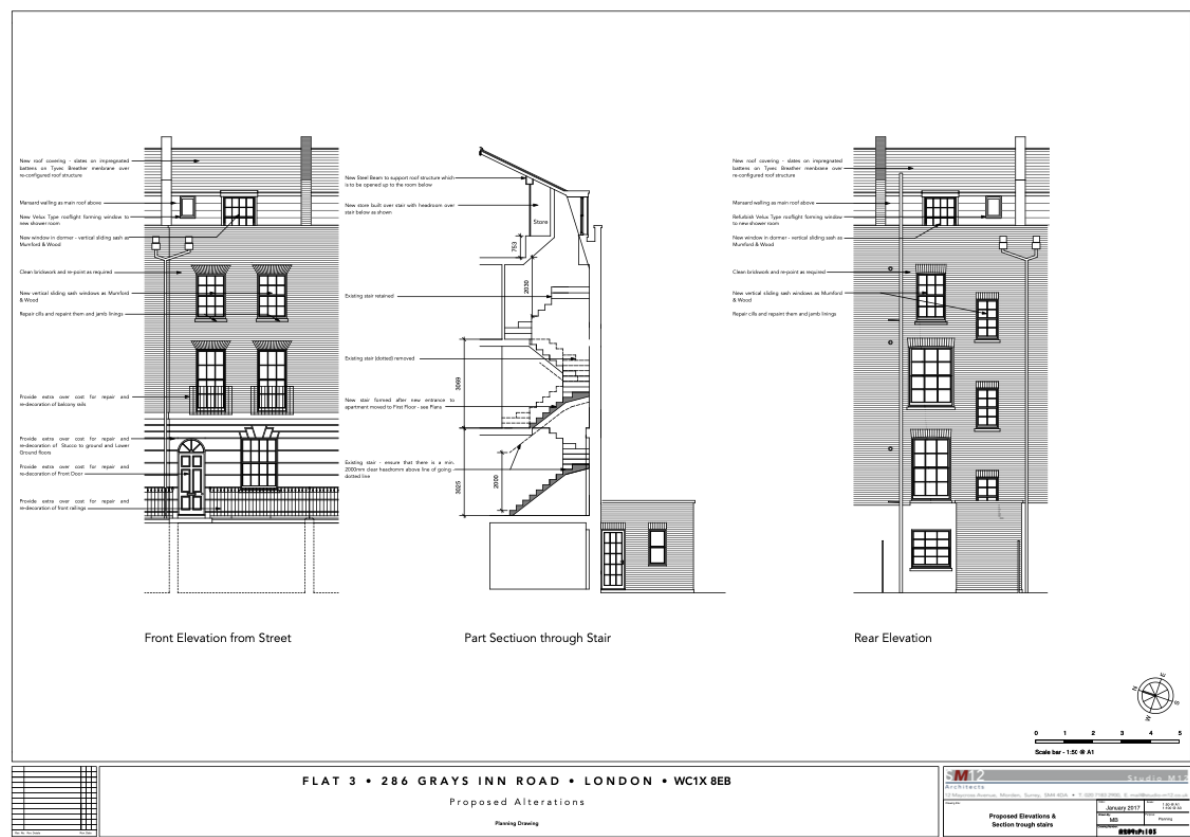 New roof covering - slates on impregnated
battens on Tyvec Breather menbrane over
re-configured roof structure
Mansard walling as main roof above
New Velux Type rooflight forming window to
new shower room
New window in dormer - vertical sliding sash as
Mumford & Wood
Clean brickwork and re-point as required
New vertical sliding sash windows as Mumford
& Wood
Repair cills and repaint them and jamb linings
Provide extra over cost for repair and
re-decoration of balcony rails
Provide extra over cost for repair and
re-decoration of Stucco to ground and Lower
Ground floors
Provide extra over cost for repair and
re-decoration of Front Door
Provide extra over cost for repair and
re-decoration of front railings
Front Elevation from Street
New Steel Beam to support roof structure which
is to be opened up to the room below
New store built over stair with headroom over
stair below as shown
Store
753
2030
Existing stair retained
Existing stair (dotted) removed
3069
New stair formed after new entrance to
apartment moved to First Floor - see Plans
Existing stair - ensure that there is a min.
2000mm clear headromm above line of going -
dotted line
3025
2000
Part Sectiuon through Stair
New roof covering - slates on impregnated
battens on Tyvec Breather menbrane over
re-configured roof structure
Mansard walling as main roof above
Refurbish Velux Type rooflight forming window
to new shower room
New window in dormer - vertical sliding sash as
Mumford & Wood
Clean brickwork and re-point as required
New vertical sliding sash windows as Mumford
& Wood
Repair cills and repaint them and jamb linings
Rear Elevation
N
E
S
W
0 1 2 3 4 5
Scale bar - 1:50 @ A1
FLAT 3 • 286 GRAYS INN ROAD • LONDON • WC1X 8EB
Proposed Alterations
Planning Drawing
SM12
Architects
Studio M12
Proposed Elevations &
Section trough stairs
January 2017
MB
Planning